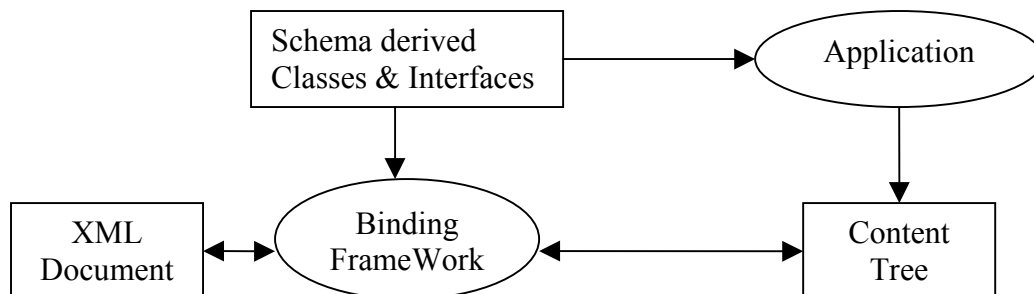 Schema derived
Classes & Interfaces
Application
XML
Document
Binding
FrameWork
Content
Tree